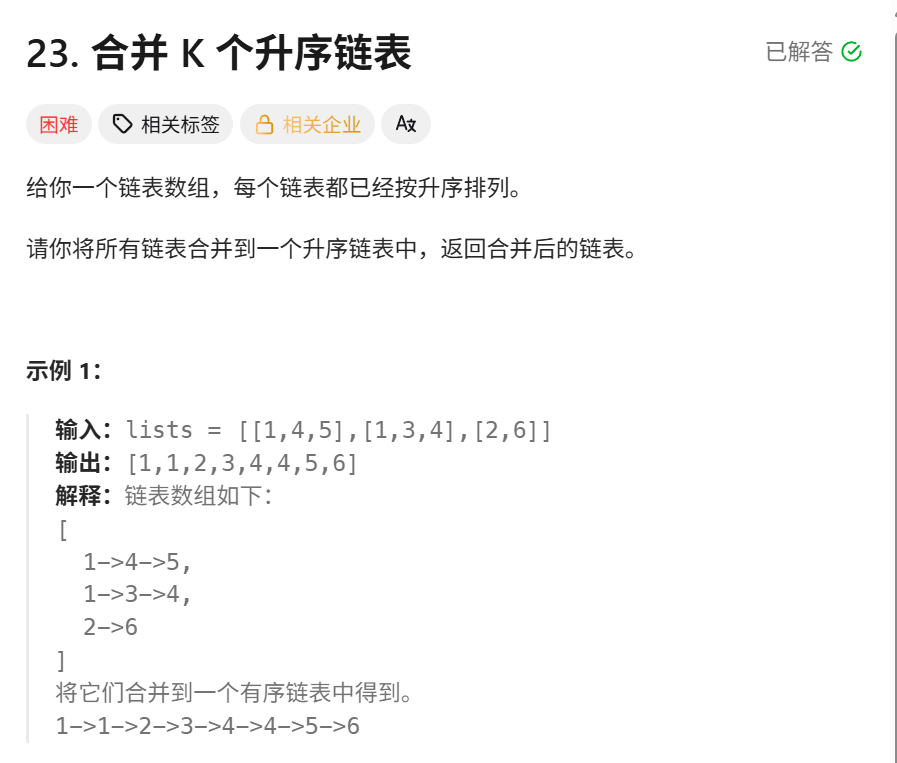 23. 合并 K 个升序链表
已解答
困难 相关标签 相关企业 A文
给你一个链表数组，每个链表都已经按升序排列。
请你将所有链表合并到一个升序链表中，返回合并后的链表。
示例 1：
输入：lists = [[1,4,5],[1,3,4],[2,6]]
输出：[1,1,2,3,4,4,5,6]
解释：链表数组如下：
[
  1->4->5,
  1->3->4,
  2->6
]
将它们合并到一个有序链表中得到。
1->1->2->3->4->4->5->6